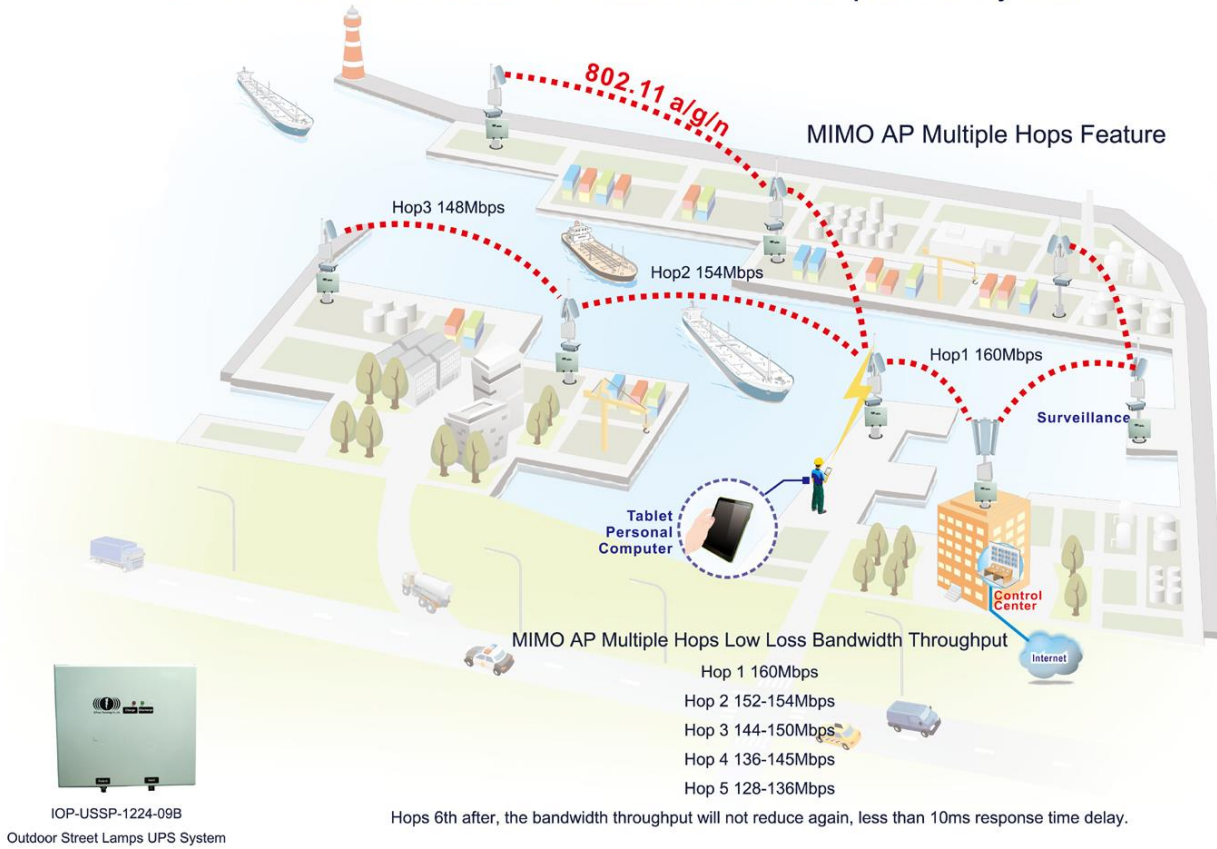 802.11 a/g/n
MIMO AP Multiple Hops Feature
Hop3 148Mbps
Hop2 154Mbps
Hop1 160Mbps
Surveillance
Tablet
Personal
Computer
Control
Center
Internet
MIMO AP Multiple Hops Low Loss Bandwidth Throughput
Hop 1 160Mbps
Hop 2 152-154Mbps
Hop 3 144-150Mbps
Hop 4 136-145Mbps
Hop 5 128-136Mbps
Hops 6th after, the bandwidth throughput will not reduce again, less than 10ms response time delay.
IOP-USSP-1224-09B
Outdoor Street Lamps UPS System